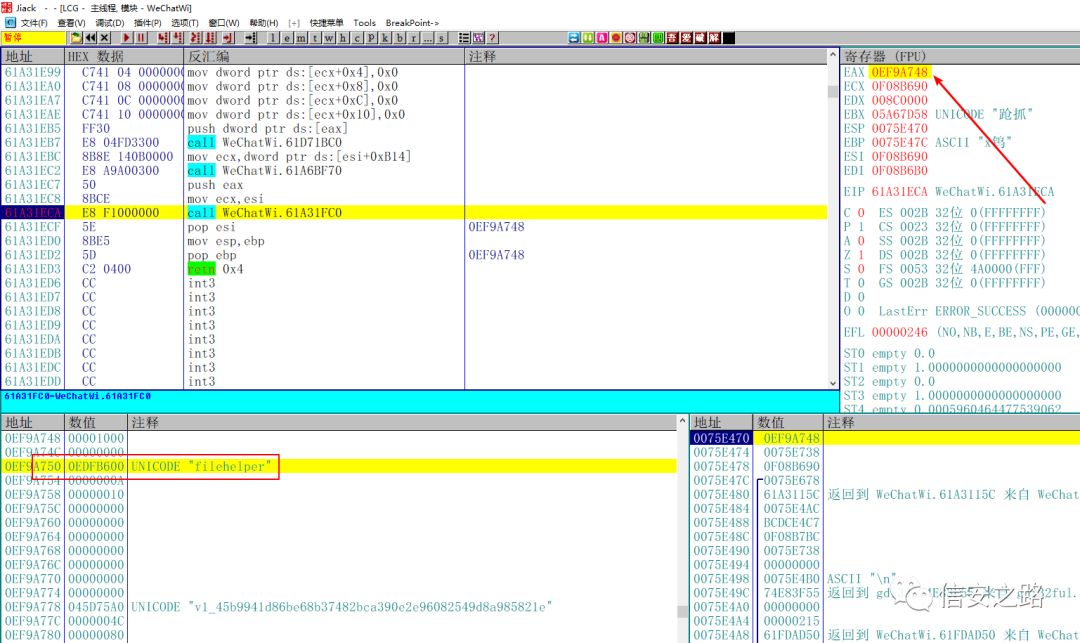 Jiack - - [LCG - 主线程, 模块 - WeChatWi]
文件(F) 查看(V) 调试(D) 插件(P) 选项(T) 窗口(W) 帮助(H) [+] 快捷菜单 Tools BreakPoint->
暂停 l e m t w h c p k b r ... s ?
地址 HEX 数据 反汇编 注释
61A31E99 C741 04 0000000 mov dword ptr ds:[ecx+0x4],0x0
61A31EA0 C741 08 0000000 mov dword ptr ds:[ecx+0x8],0x0
61A31EA7 C741 0C 0000000 mov dword ptr ds:[ecx+0xC],0x0
61A31EAE C741 10 0000000 mov dword ptr ds:[ecx+0x10],0x0
61A31EB5 FF30 push dword ptr ds:[eax]
61A31EB7 E8 04FD3300 call WeChatWi.61D71BC0
61A31EBC 8B8E 140B0000 mov ecx,dword ptr ds:[esi+0xB14]
61A31EC2 E8 A9A00300 call WeChatWi.61A6BF70
61A31EC7 50 push eax
61A31EC8 8BCE mov ecx,esi
61A31ECA E8 F1000000 call WeChatWi.61A31FC0
61A31ECF 5E pop esi 0EF9A748
61A31ED0 8BE5 mov esp,ebp
61A31ED2 5D pop ebp 0EF9A748
61A31ED3 C2 0400 retn 0x4
61A31ED6 CC int3
61A31ED7 CC int3
61A31ED8 CC int3
61A31ED9 CC int3
61A31EDA CC int3
61A31EDB CC int3
61A31EDC CC int3
61A31EDD CC int3
61A31FC0=WeChatWi.61A31FC0
寄存器 (FPU)
EAX 0EF9A748
ECX 0F08B690
EDX 008C0000
EBX 05A67D58 UNICODE "跄抓"
ESP 0075E470
EBP 0075E47C ASCII "x钨"
ESI 0F08B690
EDI 0F08B6B0
EIP 61A31ECA WeChatWi.61A31ECA
C 0 ES 002B 32位 0(FFFFFFFF)
P 1 CS 0023 32位 0(FFFFFFFF)
A 0 SS 002B 32位 0(FFFFFFFF)
Z 1 DS 002B 32位 0(FFFFFFFF)
S 0 FS 0053 32位 4A0000(FFF)
T 0 GS 002B 32位 0(FFFFFFFF)
D 0
O 0 LastErr ERROR_SUCCESS (00000
EFL 00000246 (NO,NB,E,BE,NS,PE,GE,
ST0 empty 0.0
ST1 empty 1.0000000000000000000
ST2 empty 0.0
ST3 empty 1.0000000000000000000
ST4 empty 0.0005960464477539062
地址 数值 注释
0EF9A748 00001000
0EF9A74C 00000000
0EF9A750 0EDFB600 UNICODE "filehelper"
0EF9A754 0000000A
0EF9A758 00000010
0EF9A75C 00000000
0EF9A760 00000000
0EF9A764 00000000
0EF9A768 00000000
0EF9A76C 00000000
0EF9A770 00000000
0EF9A774 00000000
0EF9A778 045D75A0 UNICODE "v1_45b9941d86be68b37482bca390e2e96082549d8a985821e"
0EF9A77C 0000004C
0EF9A780 00000080
地址 数值 注释
0075E470 0EF9A748
0075E474 0075E738
0075E478 0F08B690
0075E47C 0075E678
0075E480 61A3115C 返回到 WeChatWi.61A3115C 来自 WeChat
0075E484 0075E4AC
0075E488 BCDCE4C7
0075E48C 0F08B7BC
0075E490 0075E738
0075E494 00000000
0075E498 0075E4B0 ASCII "\n"
0075E49C 74E83F55 返回到
0075E4A0 00000000
0075E4A4 00000215
0075E4A8 61FDAD50 返回到 WeChatWi.61FDAD50 来自 WeChat
信安之路